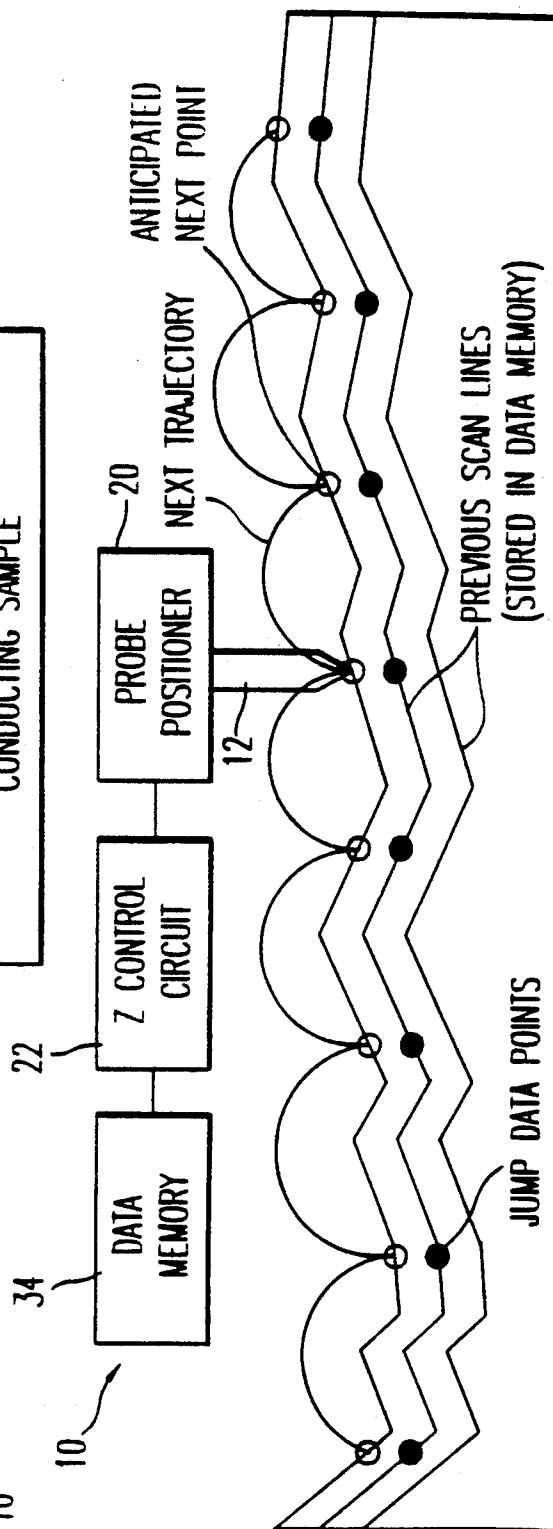 CONDUCTING SAMPLE
10
34
DATA
MEMORY
22
Z CONTROL
CIRCUIT
20
PROBE
POSITIONER
12
NEXT TRAJECTORY
ANTICIPATED
NEXT POINT
JUMP DATA POINTS
PREVIOUS SCAN LINES
(STORED IN DATA MEMORY)